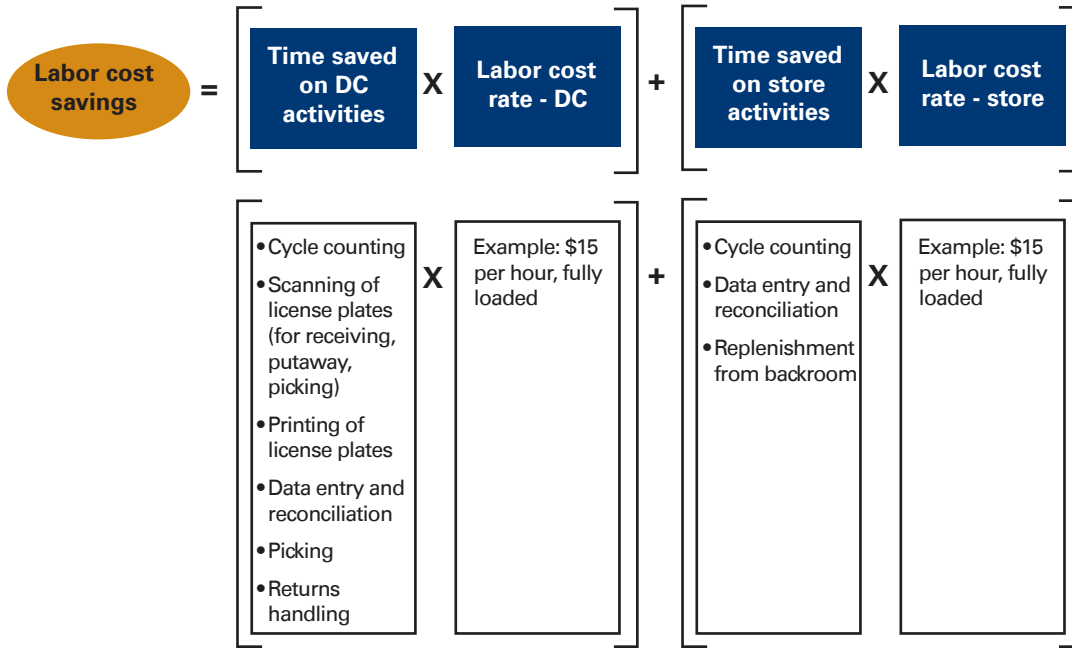 Labor cost
savings
=
Time saved
on DC
activities
X
Labor cost
rate - DC
+
Time saved
on store
activities
X
Labor cost
rate - store
•Cycle counting
•Scanning of
license plates
(for receiving,
putaway,
picking)
•Printing of
license plates
•Data entry and
reconciliation
•Picking
•Returns
handling
X
Example: $15
per hour, fully
loaded
+
•Cycle counting
•Data entry and
reconciliation
•Replenishment
from backroom
X
Example: $15
per hour, fully
loaded